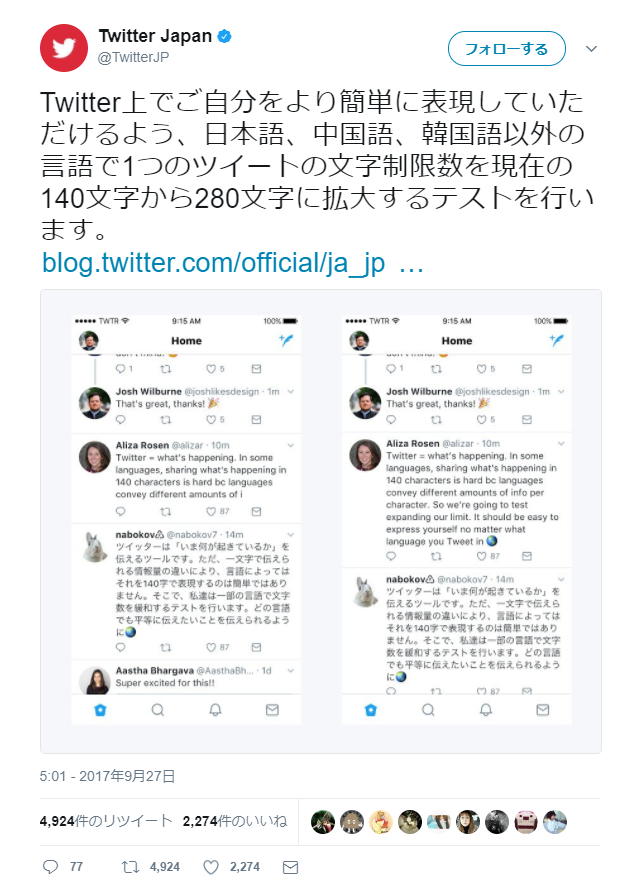 Twitter Japan
@TwitterJP
フォローする
Twitter上でご自分をより簡単に表現していた
だけるよう、日本語、中国語、韓国語以外の
言語で1つのツイートの文字制限数を現在の
140文字から280文字に拡大するテストを行い
ます。
blog.twitter.com/official/ja_jp …
TWTR 9:15 AM 100%
Home
1 5
Josh Wilburne @joshlikesdesign · 1m
That's great, thanks! 🎉
5
Aliza Rosen @alizar · 10m
Twitter = what's happening. In some
languages, sharing what's happening in
140 characters is hard bc languages
convey different amounts of i
87
nabokov @nabokov7 · 14m
ツイッターは「いま何が起きているか」を
伝えるツールです。ただ、一文字で伝えら
れる情報量の違いにより、言語によっては
それを140字で表現するのは簡単ではあり
ません。そこで、私達は一部の言語で文字
数を緩和するテストを行います。どの言語
でも平等に伝えたいことを伝えられるよう
に🌏
87
Aastha Bhargava @AasthaBh... · 1d
Super excited for this!!
TWTR 9:15 AM 100%
Home
1 5
Josh Wilburne @joshlikesdesign · 1m
That's great, thanks! 🎉
5
Aliza Rosen @alizar · 10m
Twitter = what's happening. In some
languages, sharing what's happening in
140 characters is hard bc languages
convey different amounts of info per
character. So we're going to test
expanding our limit. It should be easy to
express yourself no matter what
language you Tweet in 🌏
87
nabokov @nabokov7 · 14m
ツイッターは「いま何が起きているか」を
伝えるツールです。ただ、一文字で伝えら
れる情報量の違いにより、言語によっては
それを140字で表現するのは簡単ではあり
ません。そこで、私達は一部の言語で文字
数を緩和するテストを行います。どの言語
でも平等に伝えたいことを伝えられるよう
に🌏
87
5:01 - 2017年9月27日
4,924件のリツイート 2,274件のいいね
77 4,924 2,274